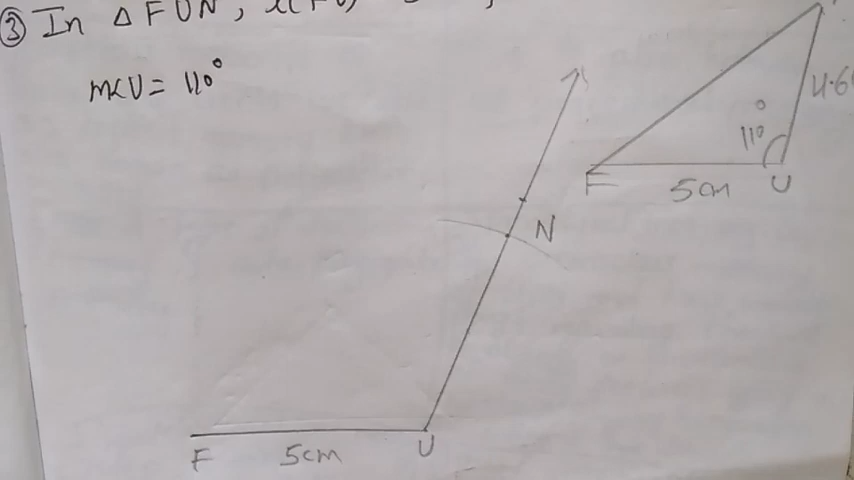 ③ In △ FUN,
m∠U = 110°
N
F 5cm U
110°
F 5cm U